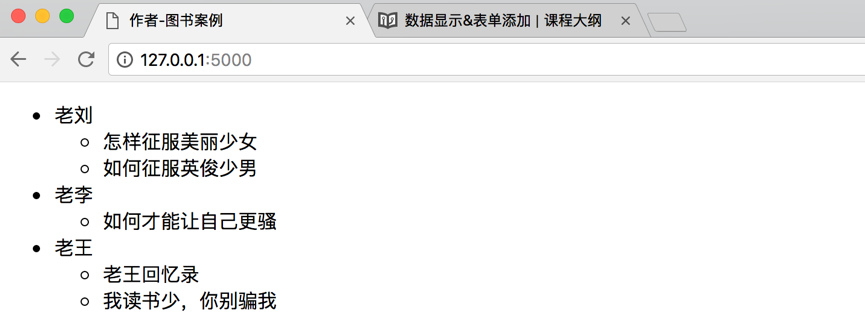 作者-图书案例
数据显示&表单添加 | 课程大纲
127.0.0.1:5000
老刘
怎样征服美丽少女
如何征服英俊少男
老李
如何才能让自己更骚
老王
老王回忆录
我读书少，你别骗我